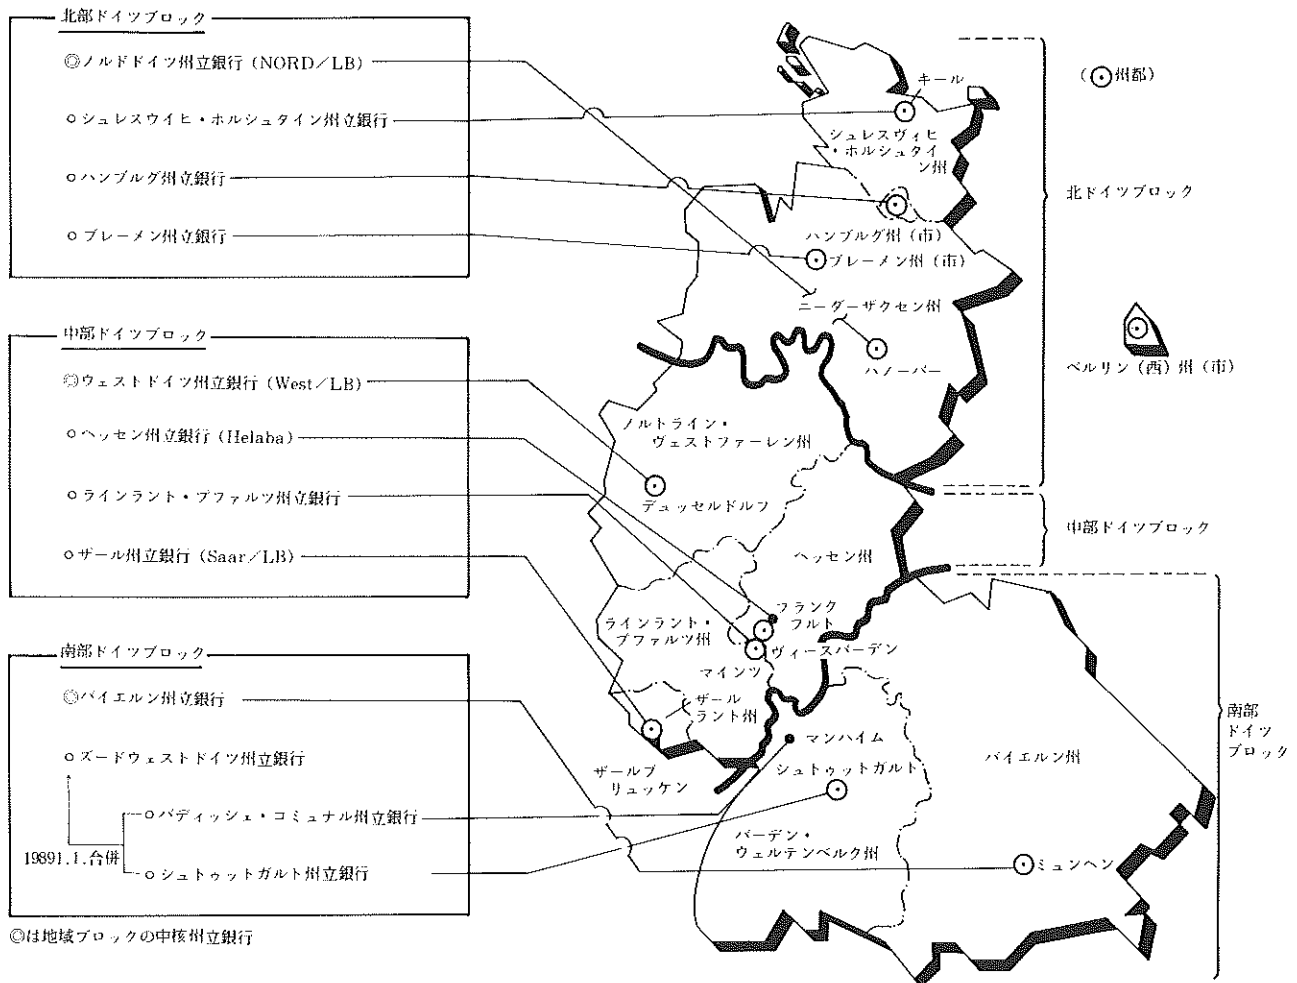 北部ドイツブロック
◎ノルドドイツ州立銀行 (NORD/LB)
○シュレスウイヒ・ホルシュタイン州立銀行
○ハンブルグ州立銀行
○ブレーメン州立銀行
中部ドイツブロック
◎ウェストドイツ州立銀行 (West/LB)
○ヘッセン州立銀行 (Helaba)
○ラインラント・プファルツ州立銀行
○ザール州立銀行 (Saar/LB)
南部ドイツブロック
◎バイエルン州立銀行
○ズードウェストドイツ州立銀行
○バディッシェ・コミュナル州立銀行
19891.1.合併
○シュトゥットガルト州立銀行
◎は地域ブロックの中核州立銀行
キール
シュレスヴィヒ
・ホルシュタイ
ン州
ハンブルグ州 (市)
ブレーメン州 (市)
ニーダーザクセン州
ハノーバー
ノルトライン・
ヴェストファーレン州
デュッセルドルフ
ヘッセン州
フランク
フルト
ラインラント・
プファルツ州
ヴィースバーデン
マインツ
ザール
ラント州
ザールブ
リュッケン
マンハイム
シュトゥットガルト
バーデン・
ウェルテンベルク州
バイエルン州
ミュンヘン
(⊙州都)
北ドイツブロック
ベルリン (西) 州 (市)
中部ドイツブロック
南部
ドイツ
ブロック